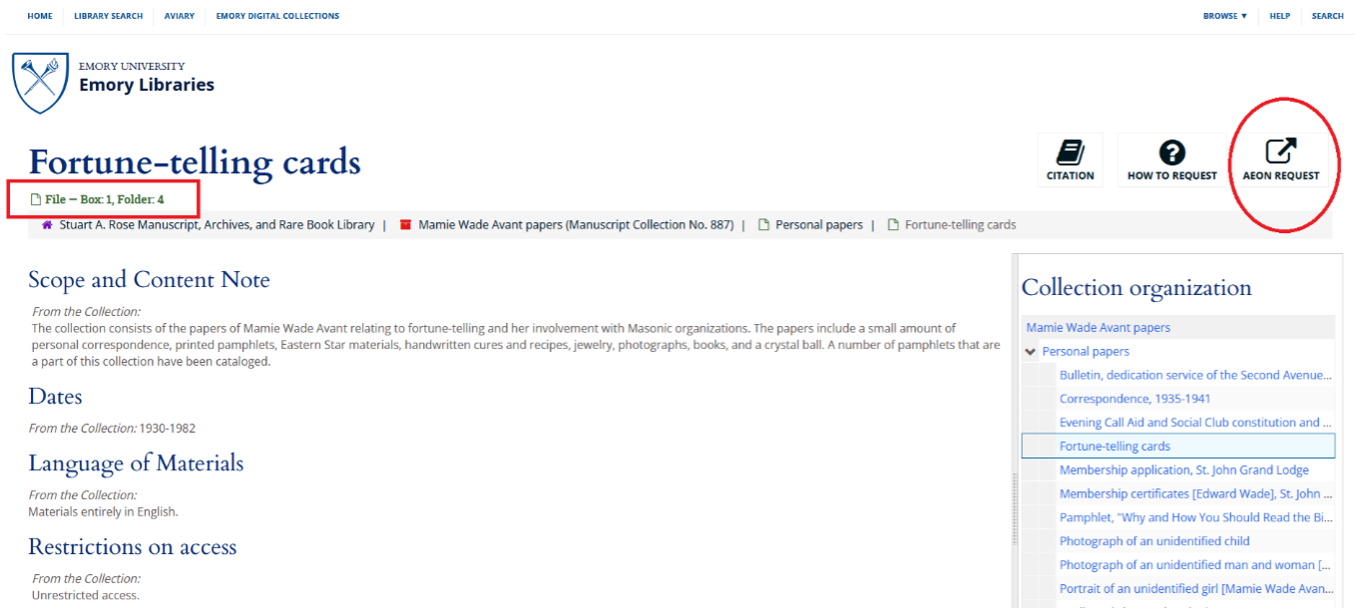 HOME LIBRARY SEARCH AVIARY EMORY DIGITAL COLLECTIONS BROWSE ▼ HELP SEARCH
EMORY UNIVERSITY
Emory Libraries
Fortune-telling cards
CITATION HOW TO REQUEST AEON REQUEST
File — Box: 1, Folder: 4
Stuart A. Rose Manuscript, Archives, and Rare Book Library | Mamie Wade Avant papers (Manuscript Collection No. 887) | Personal papers | Fortune-telling cards
Scope and Content Note
From the Collection:
The collection consists of the papers of Mamie Wade Avant relating to fortune-telling and her involvement with Masonic organizations. The papers include a small amount of
personal correspondence, printed pamphlets, Eastern Star materials, handwritten cures and recipes, jewelry, photographs, books, and a crystal ball. A number of pamphlets that are
a part of this collection have been cataloged.
Dates
From the Collection: 1930-1982
Language of Materials
From the Collection:
Materials entirely in English.
Restrictions on access
From the Collection:
Unrestricted access.
Collection organization
Mamie Wade Avant papers
Personal papers
Bulletin, dedication service of the Second Avenue...
Correspondence, 1935-1941
Evening Call Aid and Social Club constitution and ...
Fortune-telling cards
Membership application, St. John Grand Lodge
Membership certificates [Edward Wade], St. John ...
Pamphlet, "Why and How You Should Read the Bi...
Photograph of an unidentified child
Photograph of an unidentified man and woman [...
Portrait of an unidentified girl [Mamie Wade Avan...